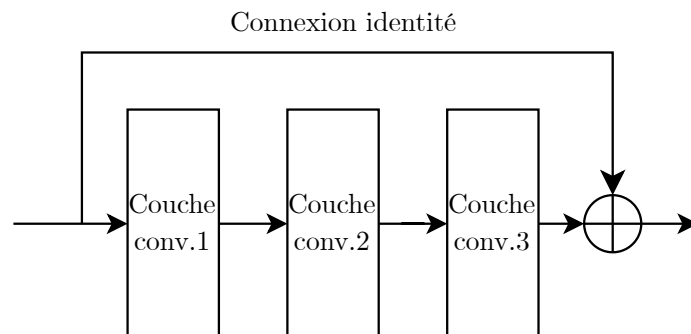 Connexion identité
Couche
conv.1
Couche
conv.2
Couche
conv.3